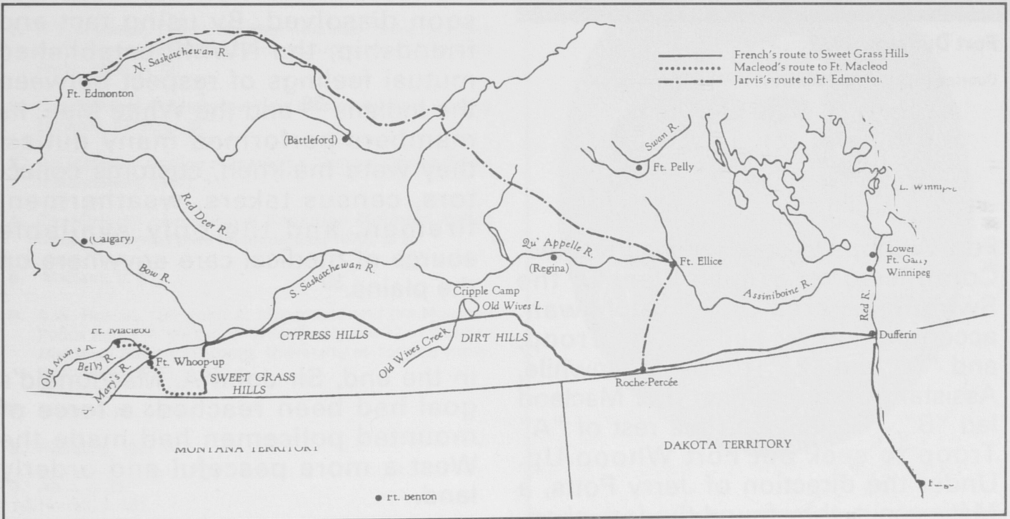 French's route to Sweet Grass Hills
Macleod's route to Ft. Macleod
Jarvis's route to Ft. Edmonton
N. Saskatchewan R.
Ft. Edmonton
(Battleford)
Swan R.
Ft. Pelly
L. Winnipeg
Red Deer R.
(Calgary)
Bow R.
S. Saskatchewan R.
Qu' Appelle R.
(Regina)
Ft. Ellice
Lower
Ft. Garry
Winnipeg
Assiniboine R.
Red R.
Cripple Camp
Old Wives L.
CYPRESS HILLS
DIRT HILLS
Old Wives Creek
Dufferin
Ft. Macleod
Old Man's R.
Belly R.
Mary's R.
Ft. Whoop-up
SWEET GRASS
HILLS
Roche-Percée
MONTANA TERRITORY
DAKOTA TERRITORY
Ft. Benton